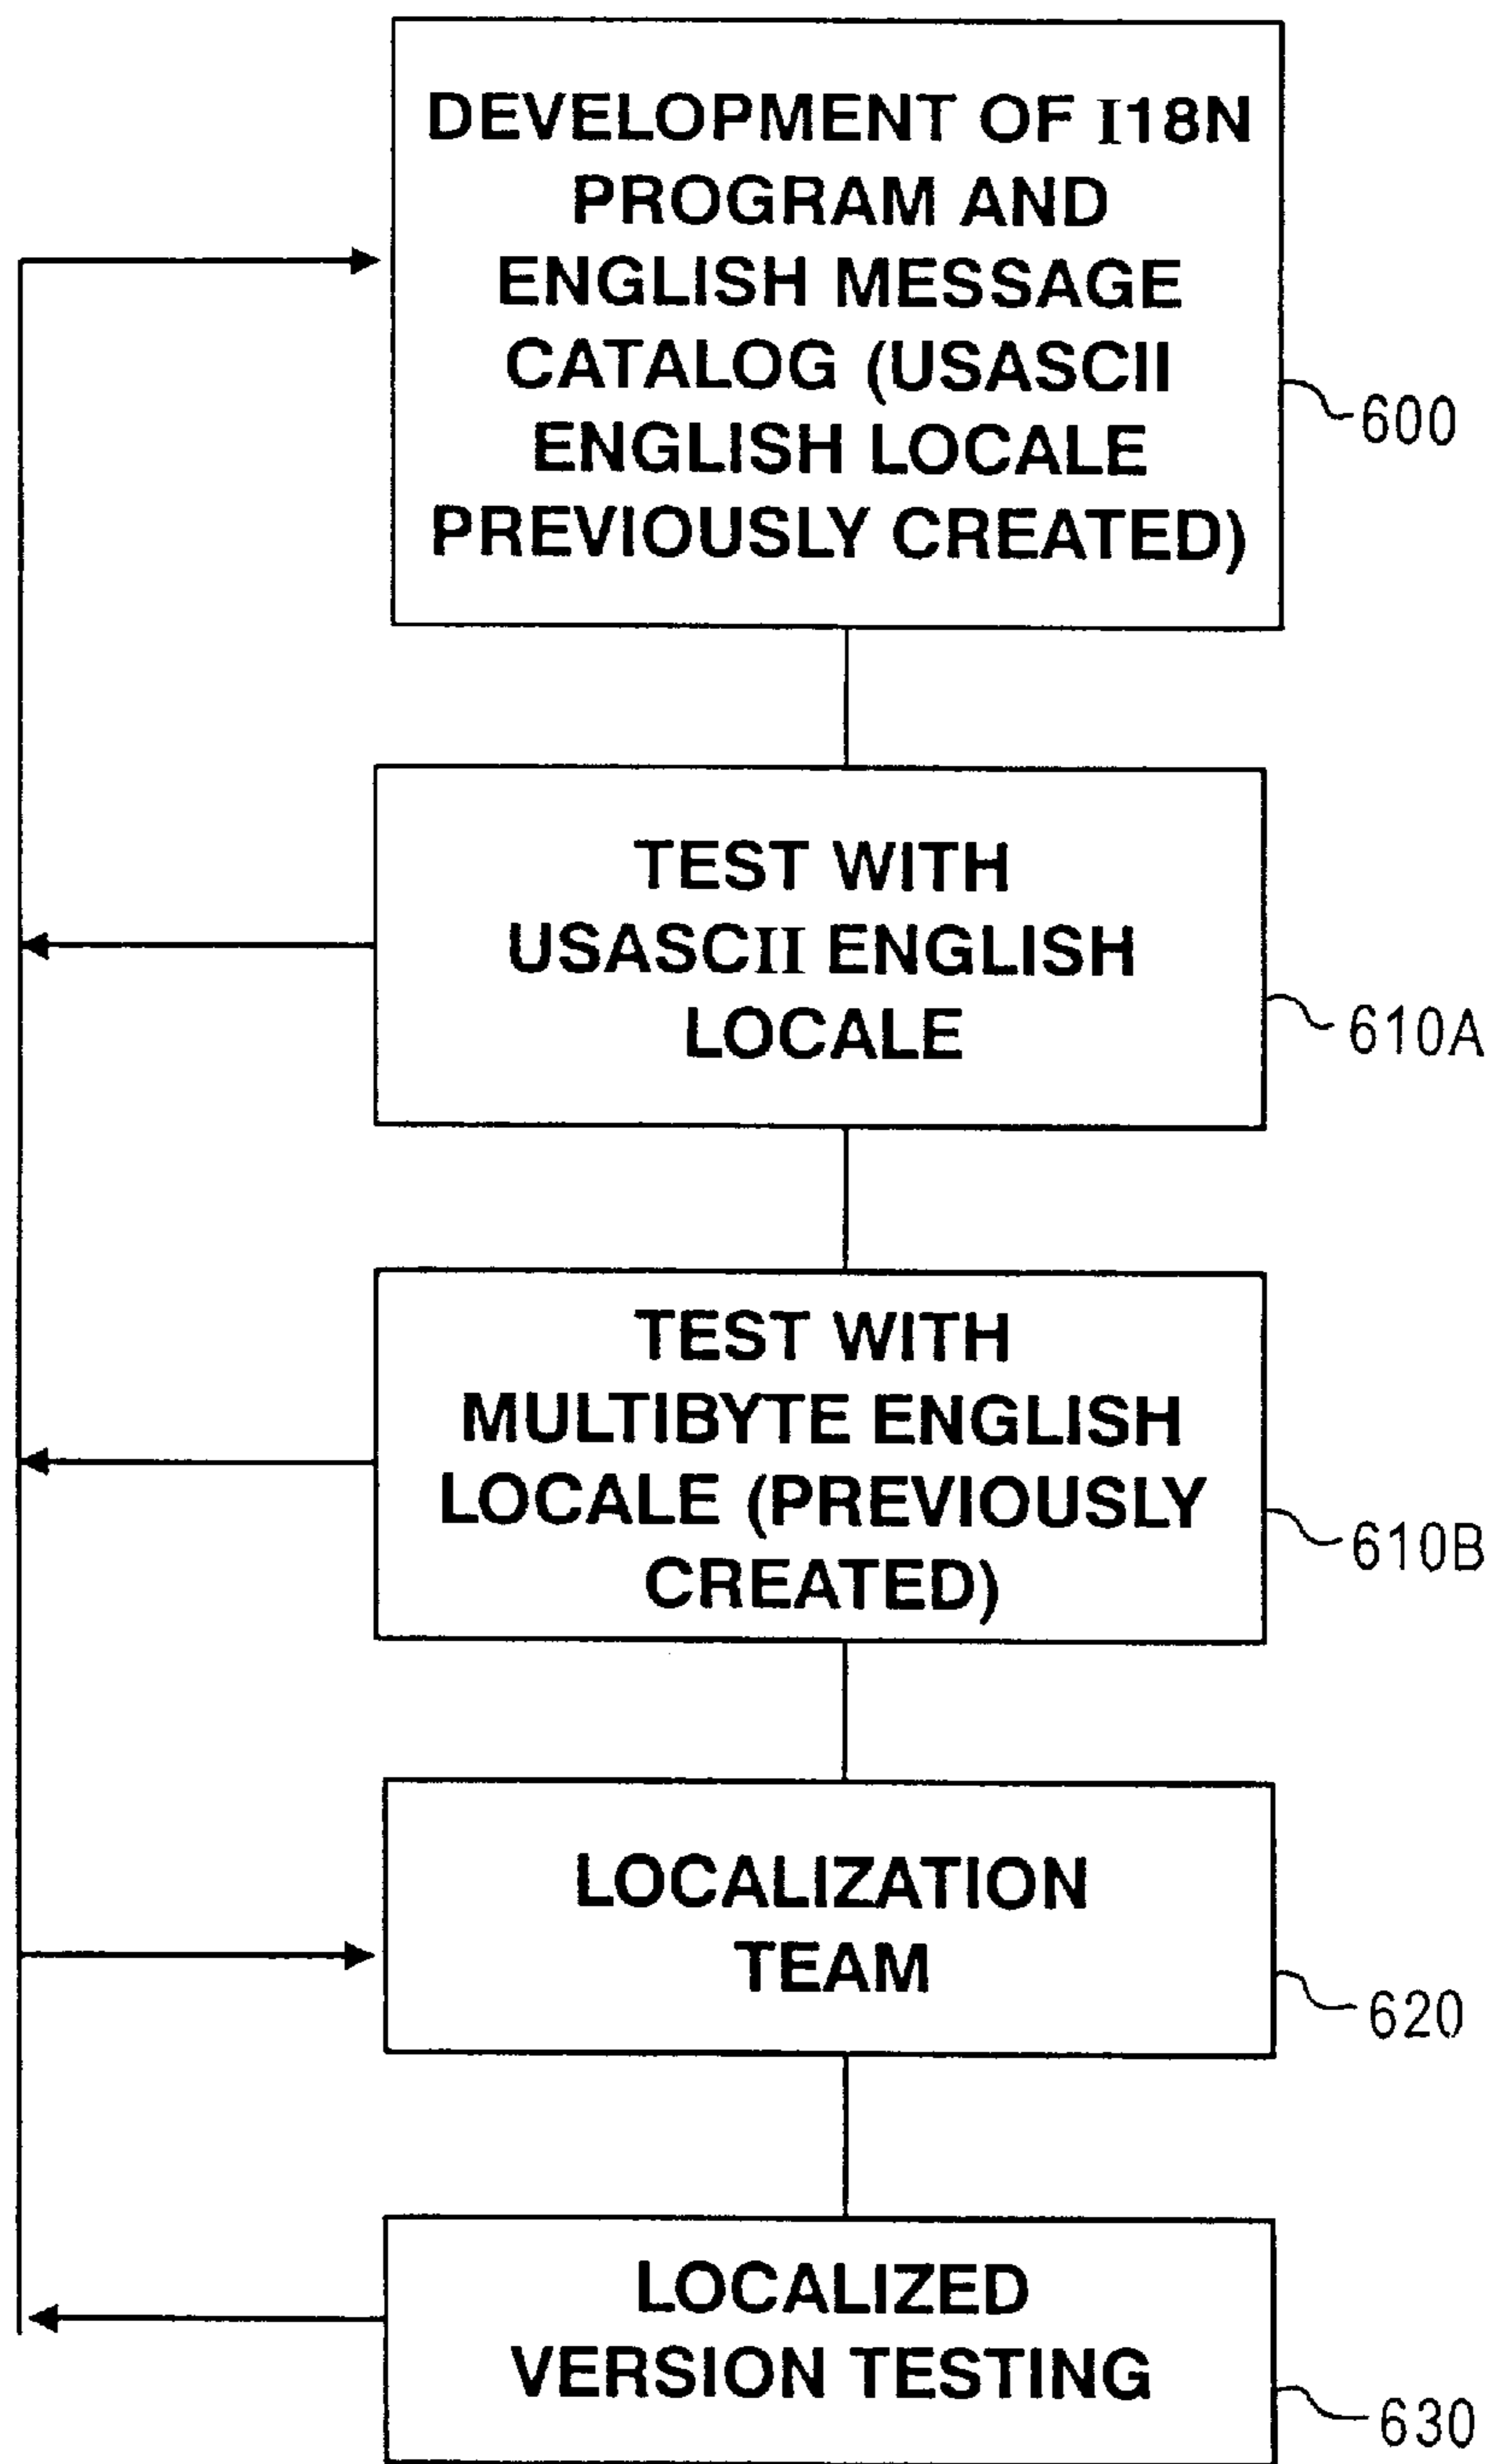 DEVELOPMENT OF I18N
PROGRAM AND
ENGLISH MESSAGE
CATALOG (USASCII
ENGLISH LOCALE
PREVIOUSLY CREATED)
600
TEST WITH
USASCII ENGLISH
LOCALE
610A
TEST WITH
MULTIBYTE ENGLISH
LOCALE (PREVIOUSLY
CREATED)
610B
LOCALIZATION
TEAM
620
LOCALIZED
VERSION TESTING
630